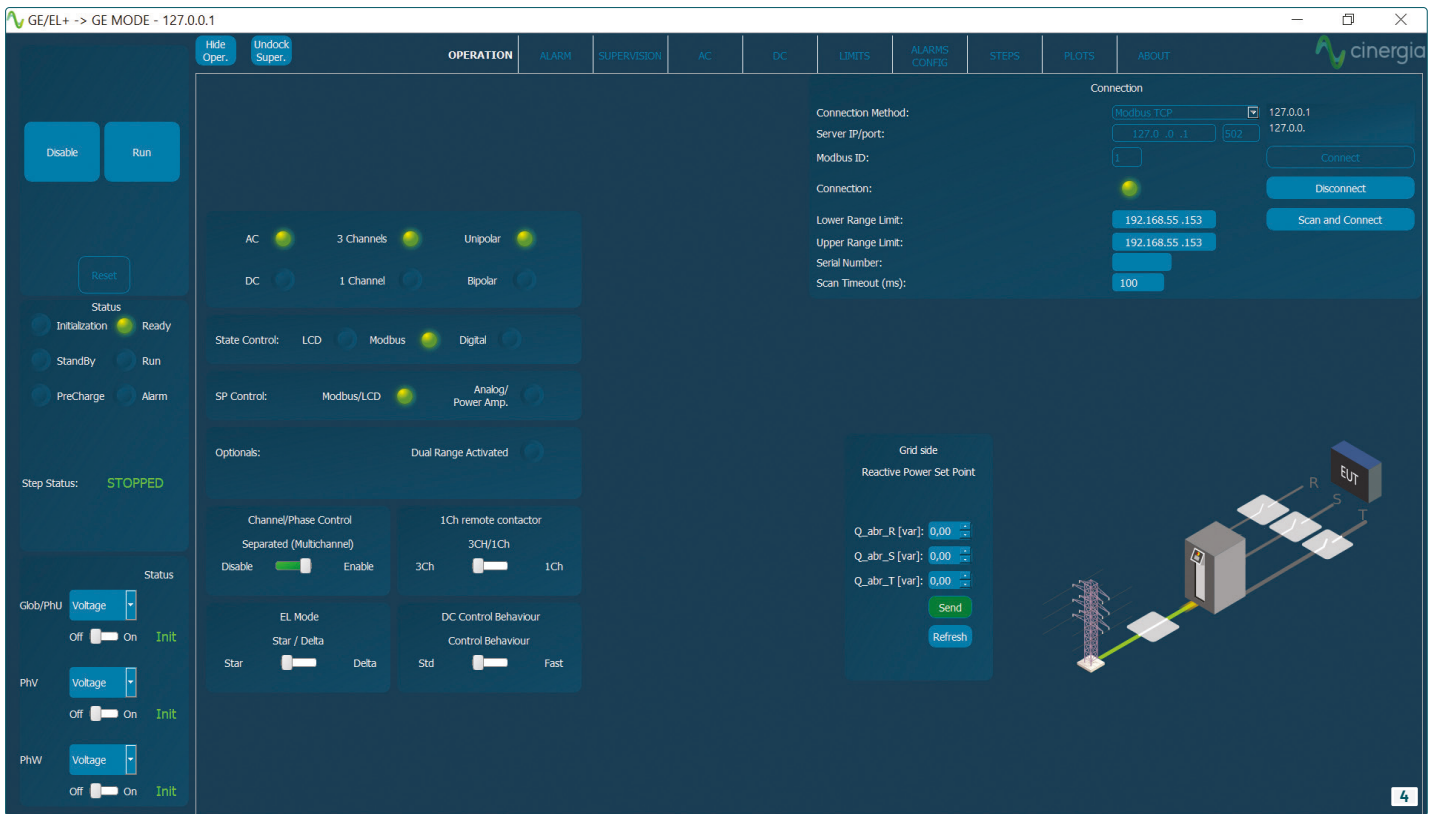 GE/EL+ -> GE MODE - 127.0.0.1
Hide Oper.
Undock Super.
OPERATION ALARM SUPERVISION AC DC LIMITS ALARMS CONFIG STEPS PLOTS ABOUT
cinergia
Disable Run
Reset
Status
Initialization Ready
StandBy Run
PreCharge Alarm
Step Status: STOPPED
Status
Glob/PhU Voltage
Off On Init
PhV Voltage
Off On Init
PhW Voltage
Off On Init
AC 3 Channels Unipolar
DC 1 Channel Bipolar
State Control: LCD Modbus Digital
SP Control: Modbus/LCD Analog/ Power Amp.
Optionals: Dual Range Activated
Channel/Phase Control
Separated (Multichannel)
Disable Enable
1Ch remote contactor
3CH/1Ch
3Ch 1Ch
EL Mode
Star / Delta
Star Delta
DC Control Behaviour
Control Behaviour
Std Fast
Connection
Connection Method: Modbus TCP 127.0.0.1
Server IP/port: 127.0 .0 .1 502 127.0.0.
Modbus ID: 1 Connect
Connection: Disconnect
Lower Range Limit: 192.168.55 .153 Scan and Connect
Upper Range Limit: 192.168.55 .153
Serial Number:
Scan Timeout (ms): 100
Grid side
Reactive Power Set Point
Q_abr_R [var]: 0,00
Q_abr_S [var]: 0,00
Q_abr_T [var]: 0,00
Send
Refresh
EUT
R
S
T
4